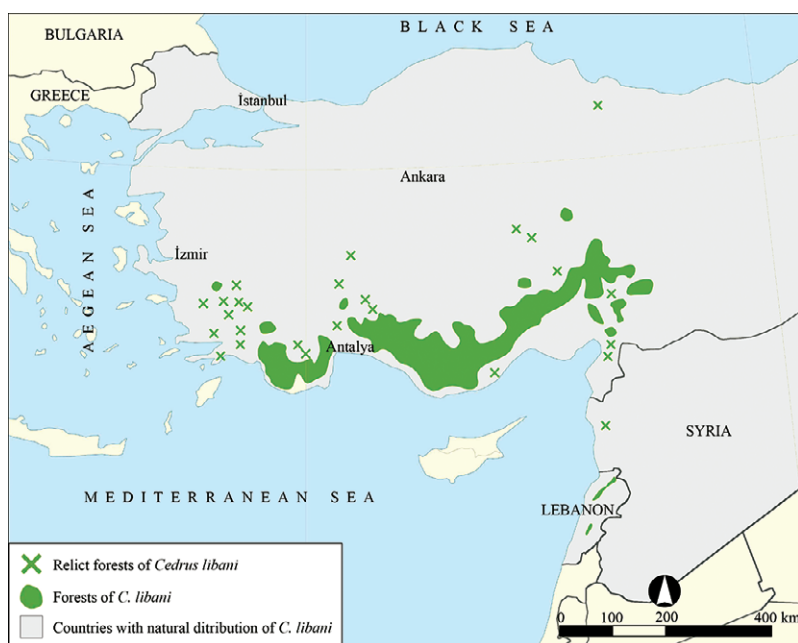 BLACK SEA
BULGARIA
GREECE
İstanbul
Ankara
AEGEAN SEA
İzmir
Antalya
SYRIA
MEDITERRANEAN SEA
LEBANON
Relict forests of Cedrus libani
Forests of C. libani
Countries with natural ditribution of C. libani
0 100 200 300 400 km